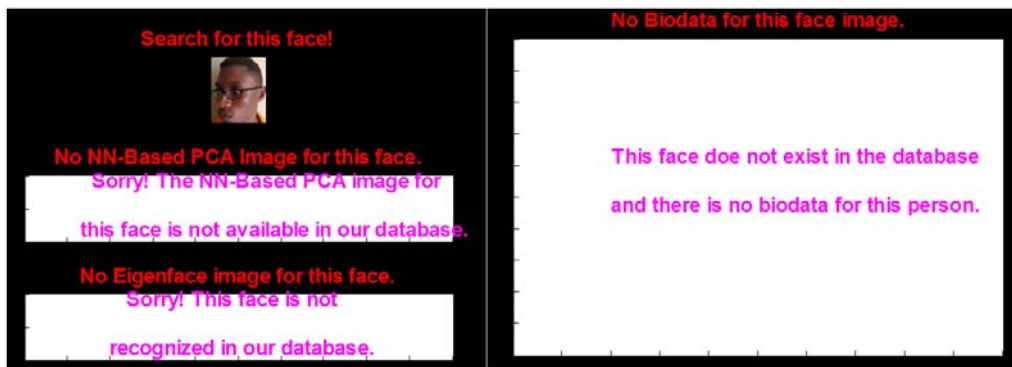 Search for this face!
No NN-Based PCA Image for this face.
Sorry! The NN-Based PCA image for
this face is not available in our database.
No Eigenface image for this face.
Sorry! This face is not
recognized in our database.
No Biodata for this face image.
This face doe not exist in the database
and there is no biodata for this person.